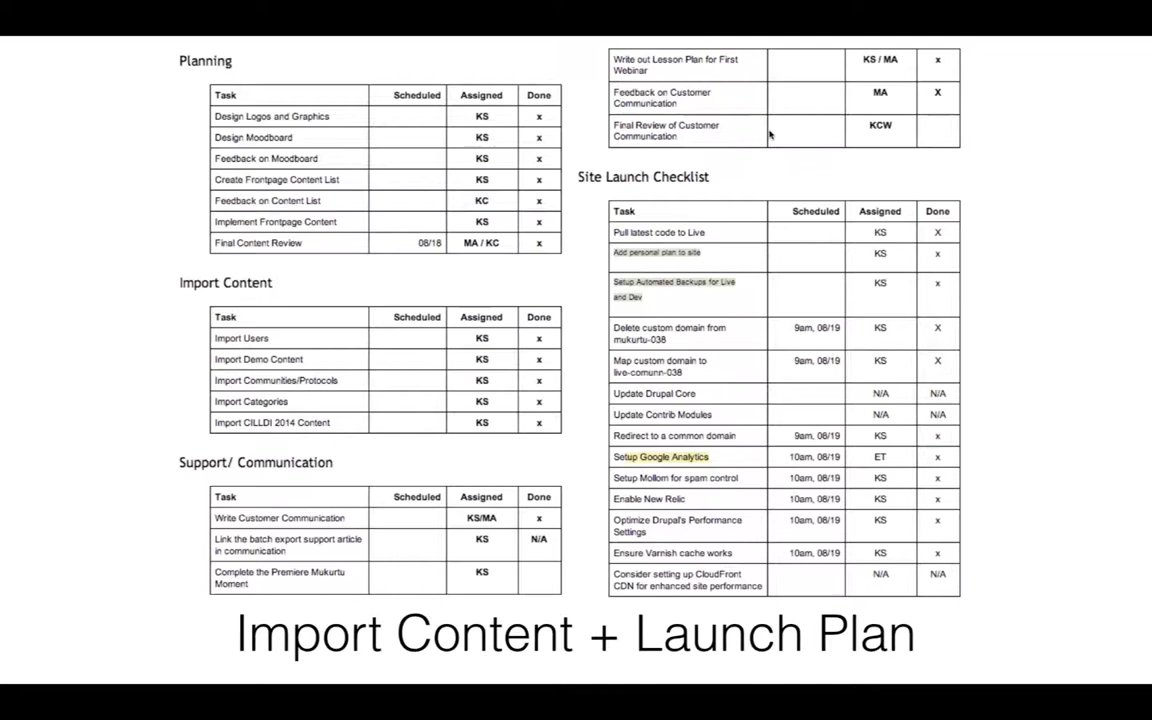 Planning
Task Scheduled Assigned Done
Design Logos and Graphics KS x
Design Moodboard KS x
Feedback on Moodboard KS x
Create Frontpage Content List KS x
Feedback on Content List KC x
Implement Frontpage Content KS x
Final Content Review 08/18 MA / KC x
Import Content
Task Scheduled Assigned Done
Import Users KS x
Import Demo Content KS x
Import Communities/Protocols KS x
Import Categories KS x
Import CILLDI 2014 Content KS x
Support/ Communication
Task Scheduled Assigned Done
Write Customer Communication KS/MA x
Link the batch export support article KS N/A
in communication
Complete the Premiere Mukurtu KS
Moment
Write out Lesson Plan for First KS / MA x
Webinar
Feedback on Customer MA X
Communication
Final Review of Customer KCW
Communication
Site Launch Checklist
Task Scheduled Assigned Done
Pull latest code to Live KS X
Add personal plan to site KS x
Setup Automated Backups for Live KS x
and Dev
Delete custom domain from 9am, 08/19 KS X
mukurtu-038
Map custom domain to 9am, 08/19 KS X
live-comunn-038
Update Drupal Core N/A N/A
Update Contrib Modules N/A N/A
Redirect to a common domain 9am, 08/19 KS x
Setup Google Analytics 10am, 08/19 ET x
Setup Mollom for spam control 10am, 08/19 KS x
Enable New Relic 10am, 08/19 KS x
Optimize Drupal's Performance 10am, 08/19 KS x
Settings
Ensure Varnish cache works 10am, 08/19 KS x
Consider setting up CloudFront N/A N/A
CDN for enhanced site performance
Import Content + Launch Plan